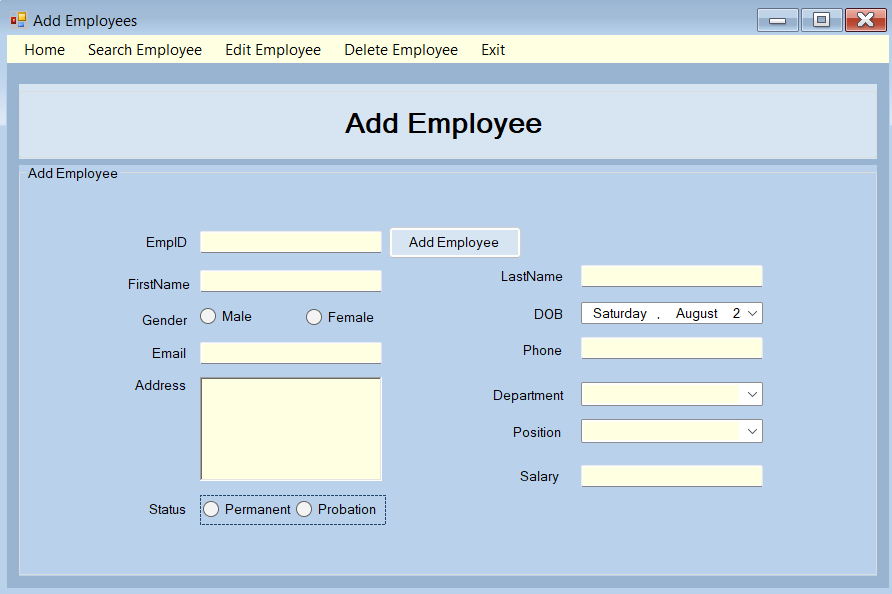 Add Employees
Home Search Employee Edit Employee Delete Employee Exit
Add Employee
Add Employee
EmpID Add Employee
FirstName LastName
Gender Male Female DOB Saturday , August 2
Email Phone
Address Department
Position
Salary
Status Permanent Probation